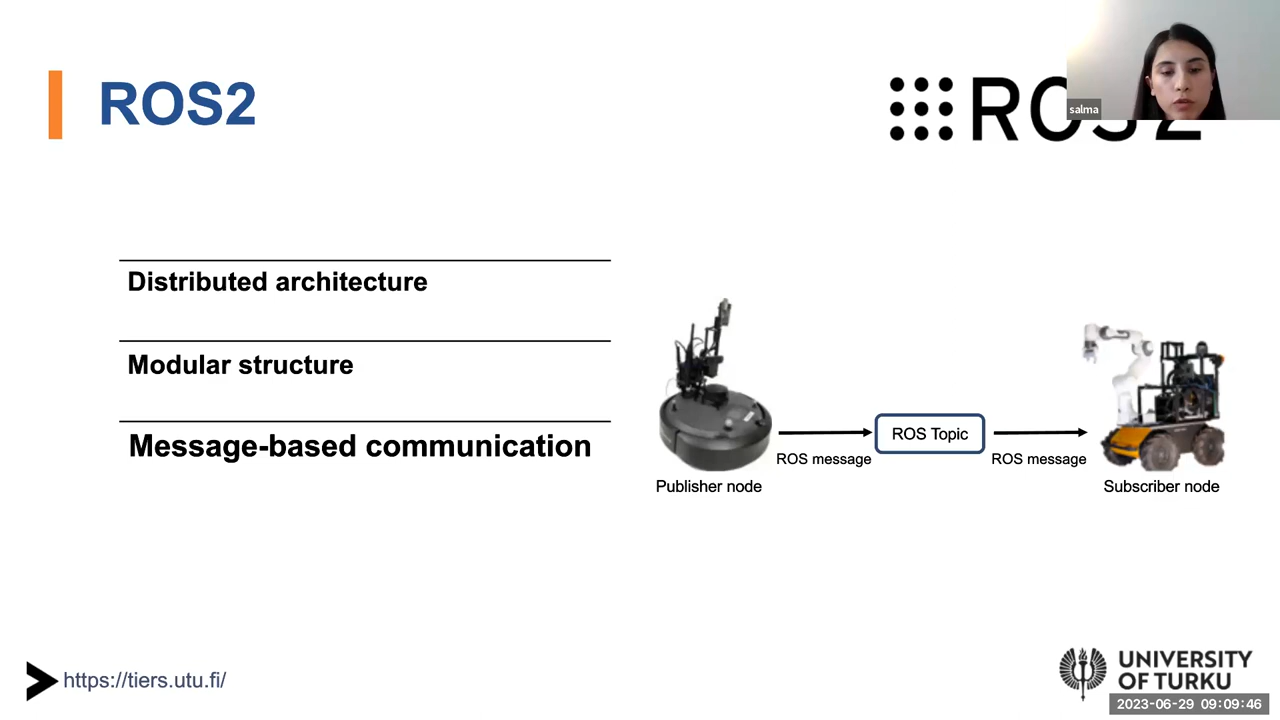 ROS2
ROS2
salma
Distributed architecture
Modular structure
Message-based communication
ROS Topic
ROS message
ROS message
Publisher node
Subscriber node
https://tiers.utu.fi/
UNIVERSITY
OF TURKU
2023-06-29 09:09:46